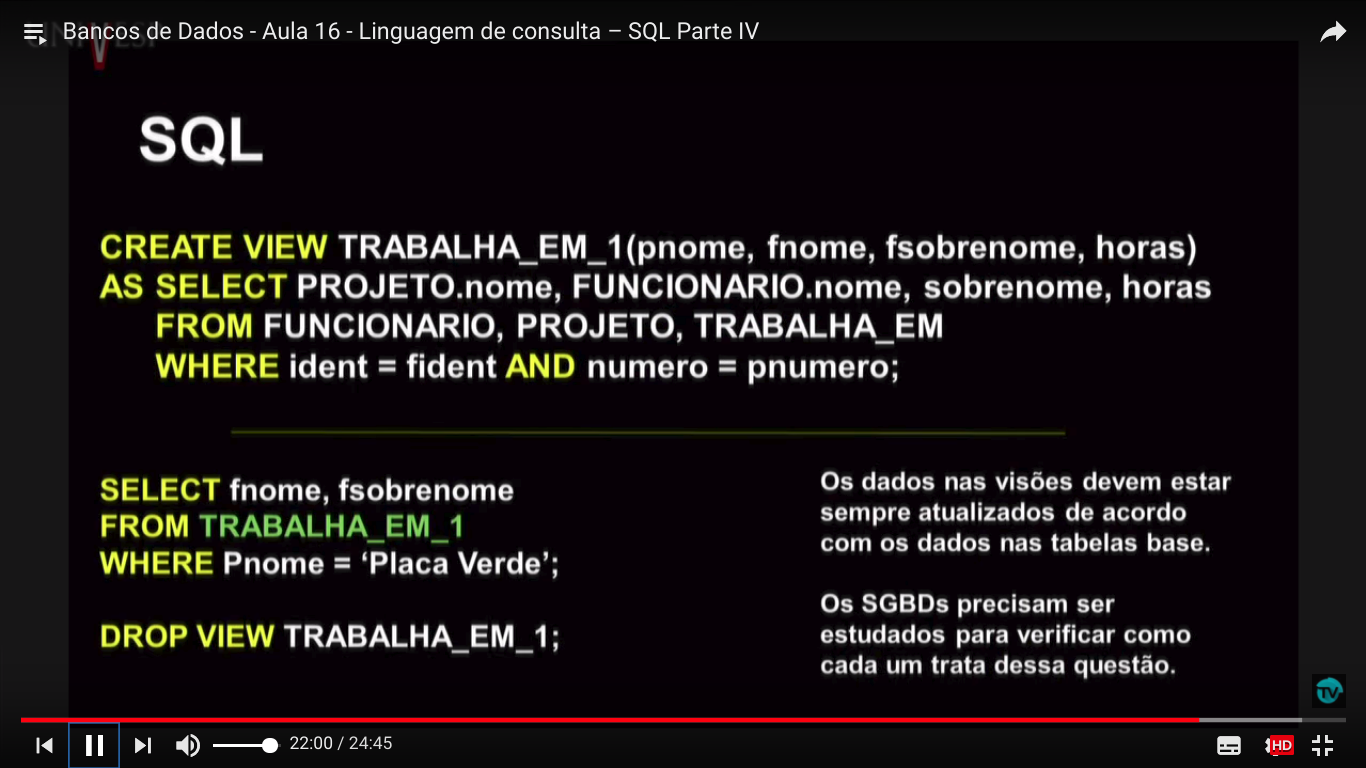 Bancos de Dados - Aula 16 - Linguagem de consulta – SQL Parte IV
SQL
CREATE VIEW TRABALHA_EM_1(pnome, fnome, fsobrenome, horas)
AS SELECT PROJETO.nome, FUNCIONARIO.nome, sobrenome, horas
FROM FUNCIONARIO, PROJETO, TRABALHA_EM
WHERE ident = fident AND numero = pnumero;
SELECT fnome, fsobrenome
FROM TRABALHA_EM_1
WHERE Pnome = ‘Placa Verde’;
DROP VIEW TRABALHA_EM_1;
Os dados nas visões devem estar
sempre atualizados de acordo
com os dados nas tabelas base.
Os SGBDs precisam ser
estudados para verificar como
cada um trata dessa questão.
TV
22:00 / 24:45
HD